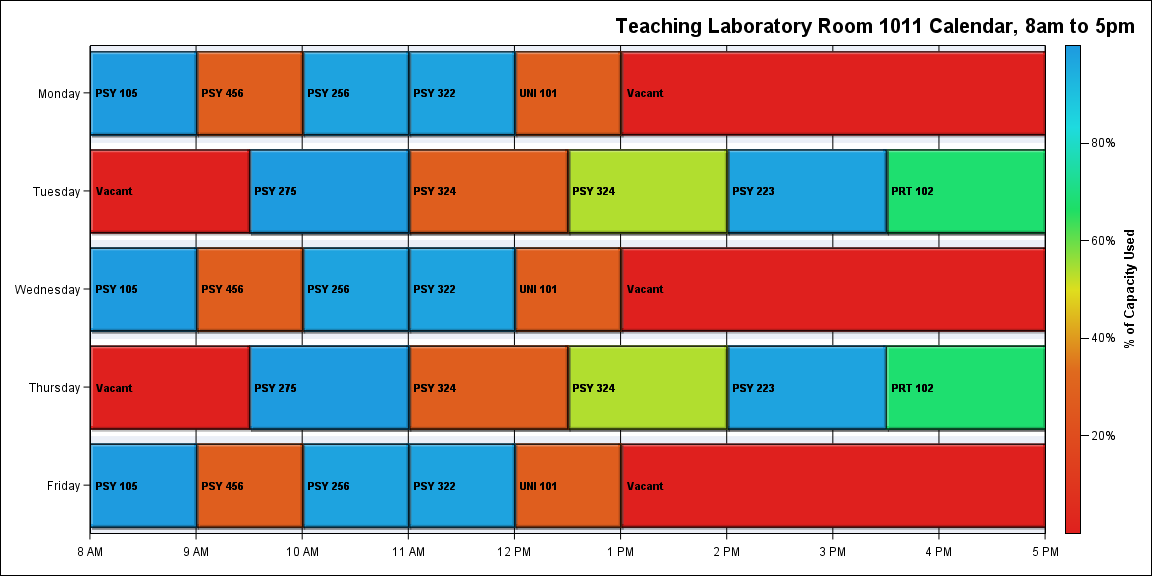 Teaching Laboratory Room 1011 Calendar, 8am to 5pm
Monday
PSY 105
PSY 456
PSY 256
PSY 322
UNI 101
Vacant
Tuesday
Vacant
PSY 275
PSY 324
PSY 324
PSY 223
PRT 102
Wednesday
PSY 105
PSY 456
PSY 256
PSY 322
UNI 101
Vacant
Thursday
Vacant
PSY 275
PSY 324
PSY 324
PSY 223
PRT 102
Friday
PSY 105
PSY 456
PSY 256
PSY 322
UNI 101
Vacant
8 AM
9 AM
10 AM
11 AM
12 PM
1 PM
2 PM
3 PM
4 PM
5 PM
80%
60%
40%
20%
% of Capacity Used